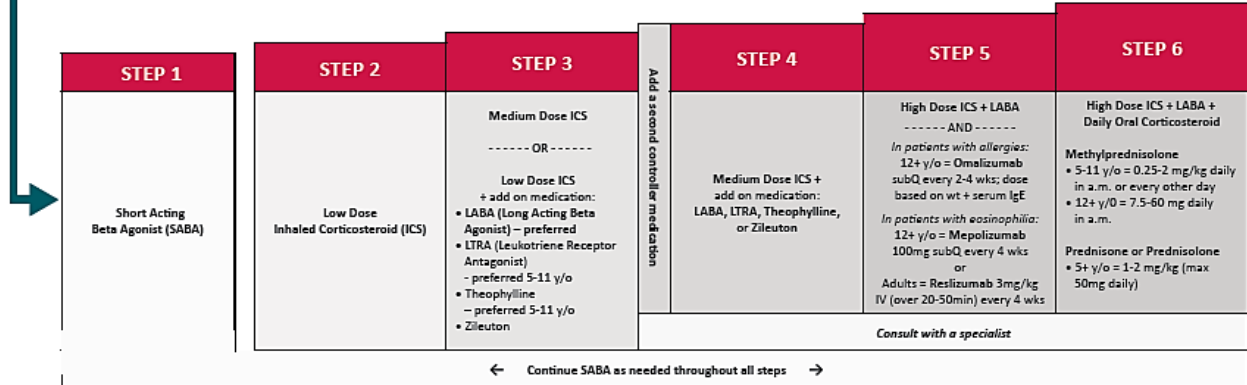 STEP 1
Short Acting
Beta Agonist (SABA)
STEP 2
Low Dose
Inhaled Corticosteroid (ICS)
STEP 3
Medium Dose ICS
------ OR ------
Low Dose ICS
+ add on medication:
• LABA (Long Acting Beta
Agonist) – preferred
• LTRA (Leukotriene Receptor
Antagonist)
- preferred 5-11 y/o
• Theophylline
– preferred 5-11 y/o
• Zileuton
Add a second controller medication
STEP 4
Medium Dose ICS +
add on medication:
LABA, LTRA, Theophylline,
or Zileuton
STEP 5
High Dose ICS + LABA
------ AND ------
In patients with allergies:
12+ y/o = Omalizumab
subQ every 2-4 wks; dose
based on wt + serum IgE
In patients with eosinophilia:
12+ y/o = Mepolizumab
100mg subQ every 4 wks
or
Adults = Reslizumab 3mg/kg
IV (over 20-50min) every 4 wks
STEP 6
High Dose ICS + LABA +
Daily Oral Corticosteroid
Methylprednisolone
• 5-11 y/o = 0.25-2 mg/kg daily
in a.m. or every other day
• 12+ y/0 = 7.5-60 mg daily
in a.m.
Prednisone or Prednisolone
• 5+ y/o = 1-2 mg/kg (max
50mg daily)
Consult with a specialist
← Continue SABA as needed throughout all steps →